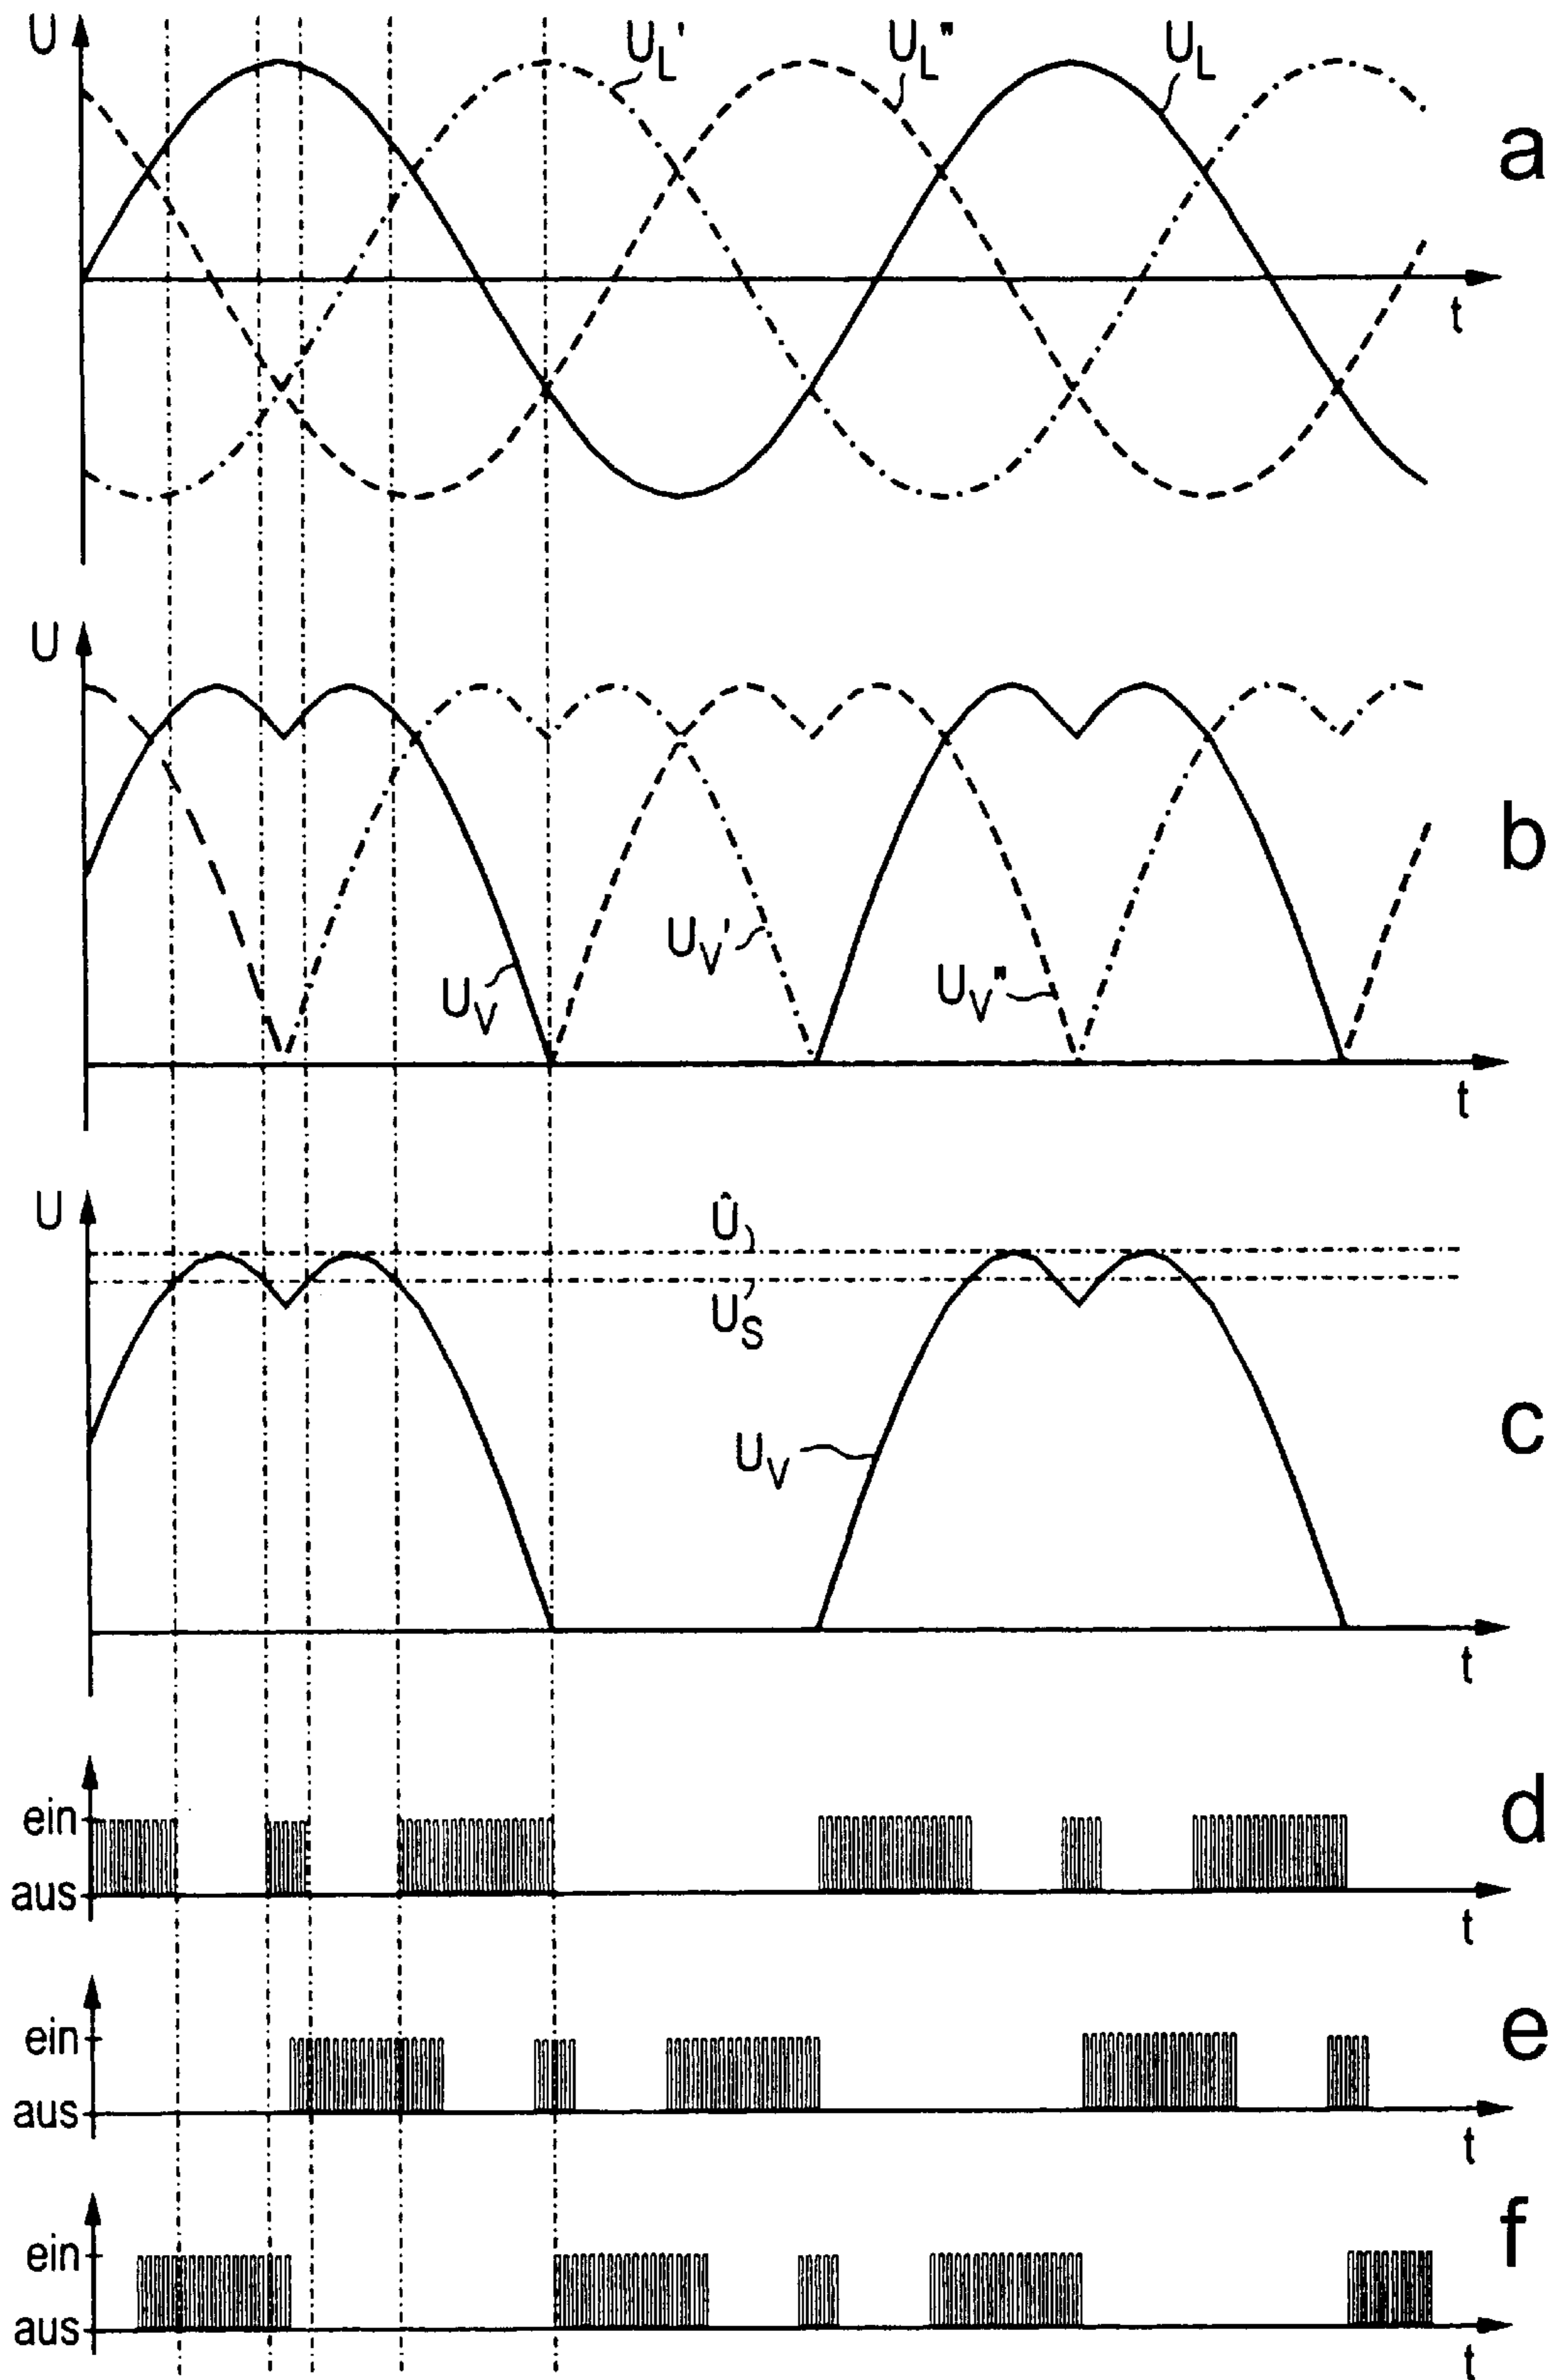 U
U_L'
U_L"
U_L
a
t
U
b
U_V
U_V'
U_V"
t
U
Û
U_S
c
U_V
t
d
ein
aus
t
e
ein
aus
t
f
ein
aus
t